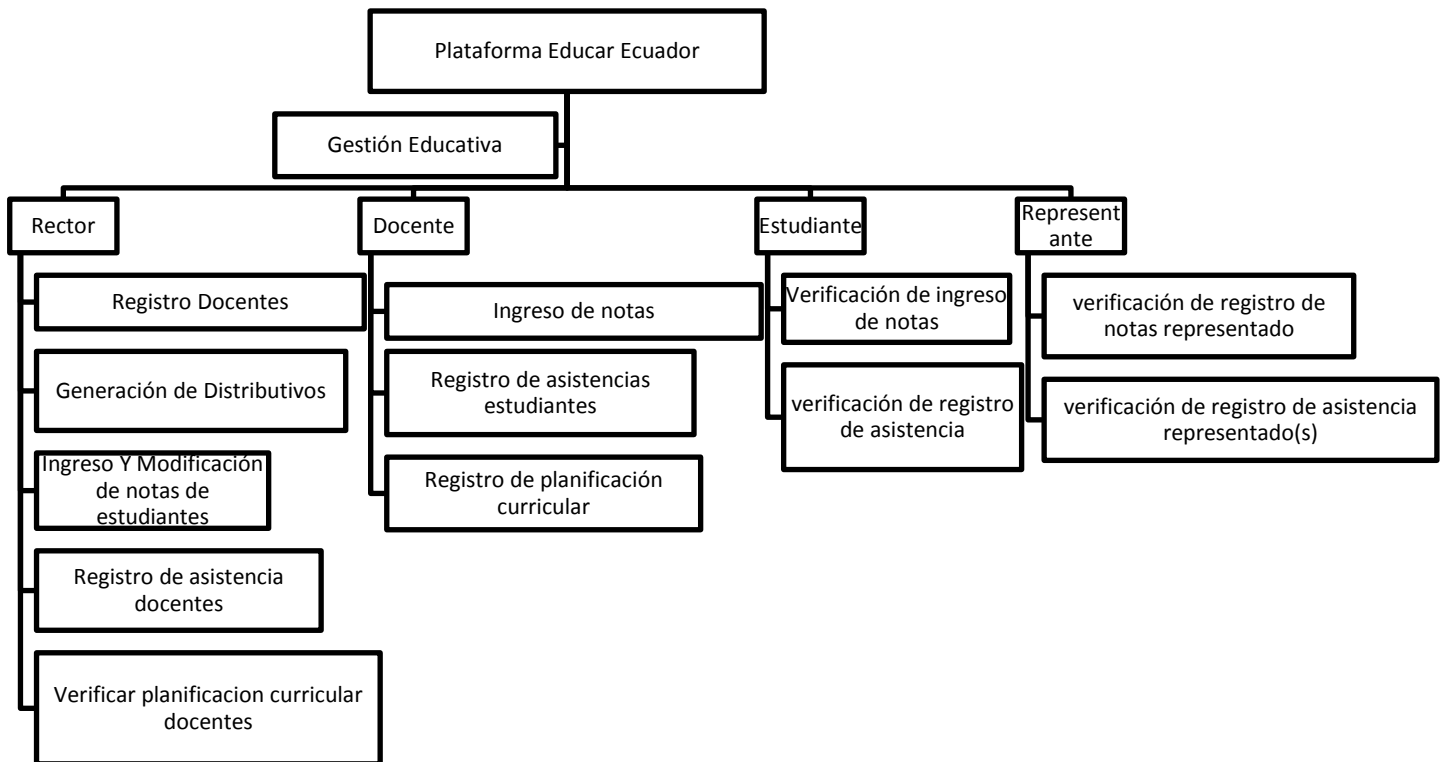 Plataforma Educar Ecuador
Gestión Educativa
Rector
Registro Docentes
Generación de Distributivos
Ingreso Y Modificación
de notas de
estudiantes
Registro de asistencia
docentes
Verificar planificacion curricular
docentes
Docente
Ingreso de notas
Registro de asistencias
estudiantes
Registro de planificación
curricular
Estudiante
Verificación de ingreso
de notas
verificación de registro
de asistencia
Represent
ante
verificación de registro de
notas representado
verificación de registro de asistencia
representado(s)